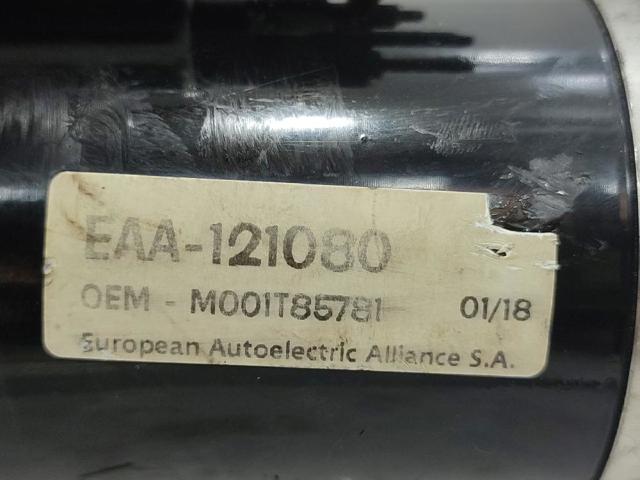 EAA-121080
OEM - M001T85781 01/18
European Autoelectric Alliance S.A.